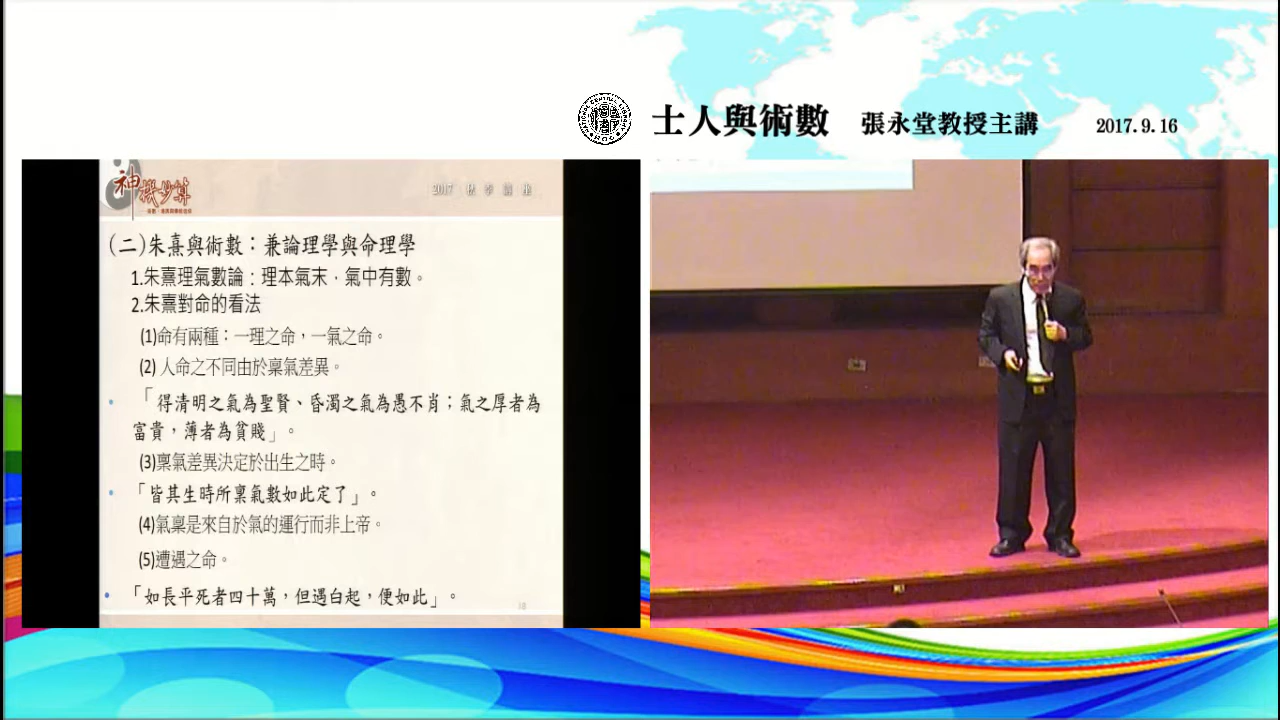 士人與術數 張永堂教授主講 2017.9.16
神機妙算
2017 秋季講座
(二)朱熹與術數：兼論理學與命理學
1.朱熹理氣數論：理本氣末，氣中有數。
2.朱熹對命的看法
(1)命有兩種：一理之命，一氣之命。
(2) 人命之不同由於稟氣差異。
「得清明之氣為聖賢、昏濁之氣為愚不肖；氣之厚者為
富貴，薄者為貧賤」。
(3)稟氣差異決定於出生之時。
「皆其生時所稟氣數如此定了」。
(4)氣稟是來自於氣的運行而非上帝。
(5)遭遇之命。
「如長平死者四十萬，但遇白起，便如此」。
18